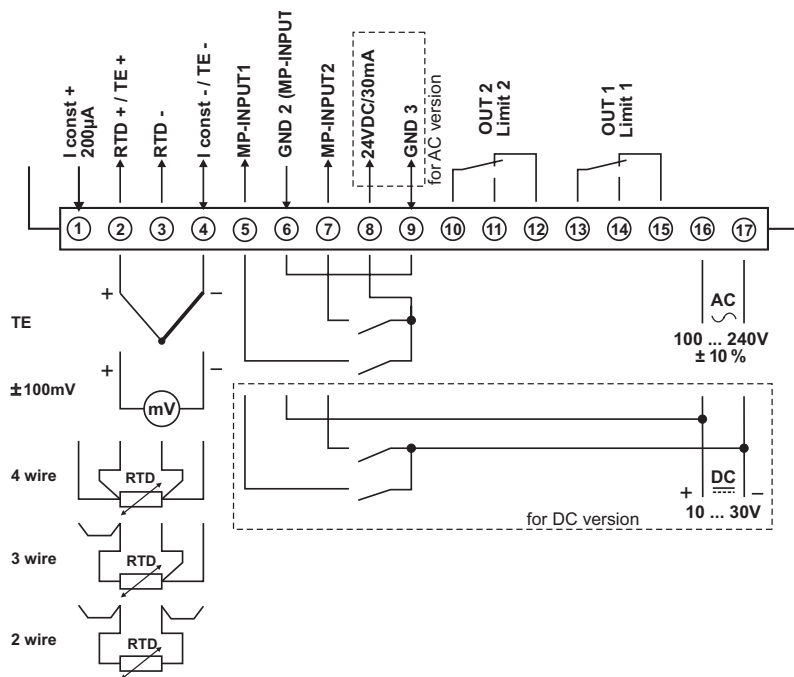 I const +
200µA
RTD + / TE +
RTD -
I const - / TE -
MP-INPUT1
GND 2 (MP-INPUT
MP-INPUT2
24VDC/30mA
GND 3
for AC version
OUT 2
Limit 2
OUT 1
Limit 1
1 2 3 4 5 6 7 8 9 10 11 12 13 14 15 16 17
TE
+ −
AC
100 ... 240V
± 10 %
±100mV
+ −
mV
4 wire
RTD
+ DC −
10 ... 30V
for DC version
3 wire
RTD
2 wire
RTD